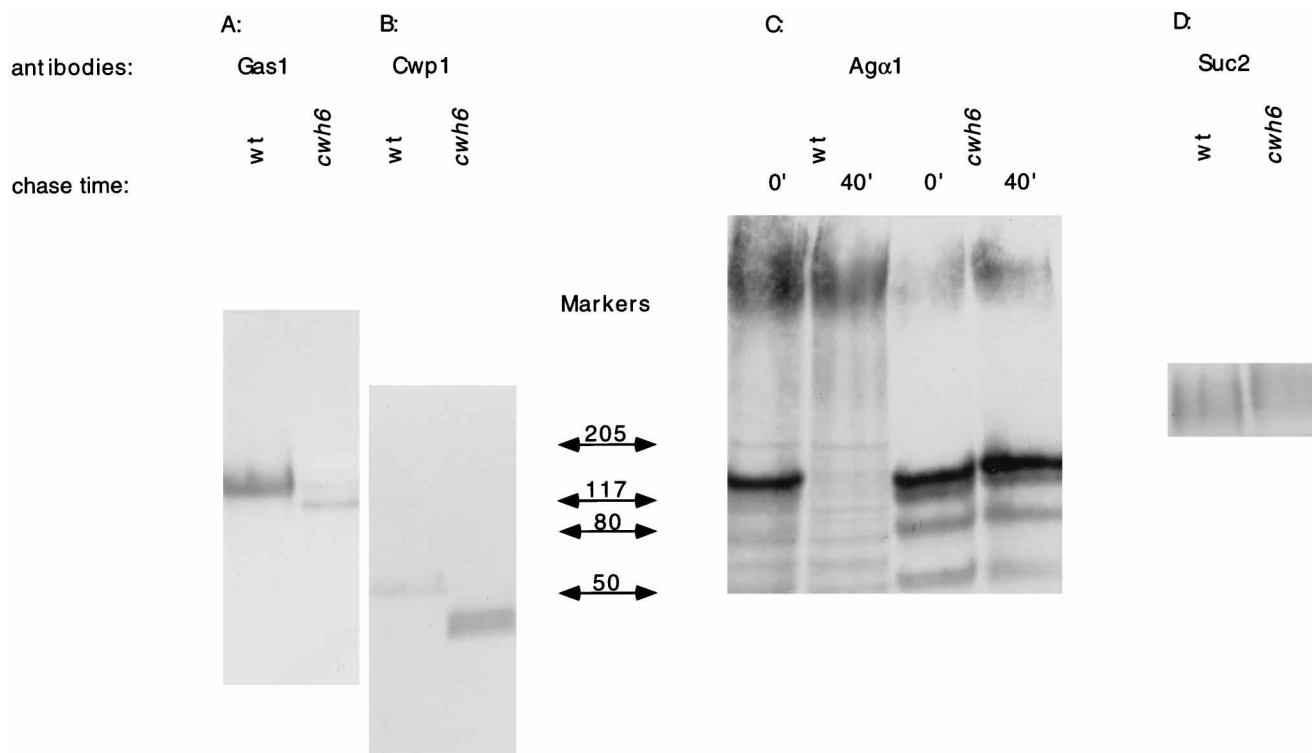 A: B: C: D:
antibodies: Gas1 Cwp1 Agα1 Suc2
wt cwh6 wt cwh6 wt cwh6 wt cwh6
chase time: 0' 40' 0' 40'
Markers
205
117
80
50